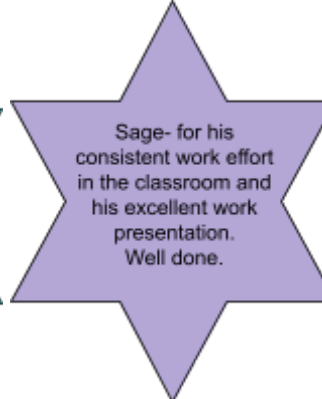 Sage- for his
consistent work effort
in the classroom and
his excellent work
presentation.
Well done.